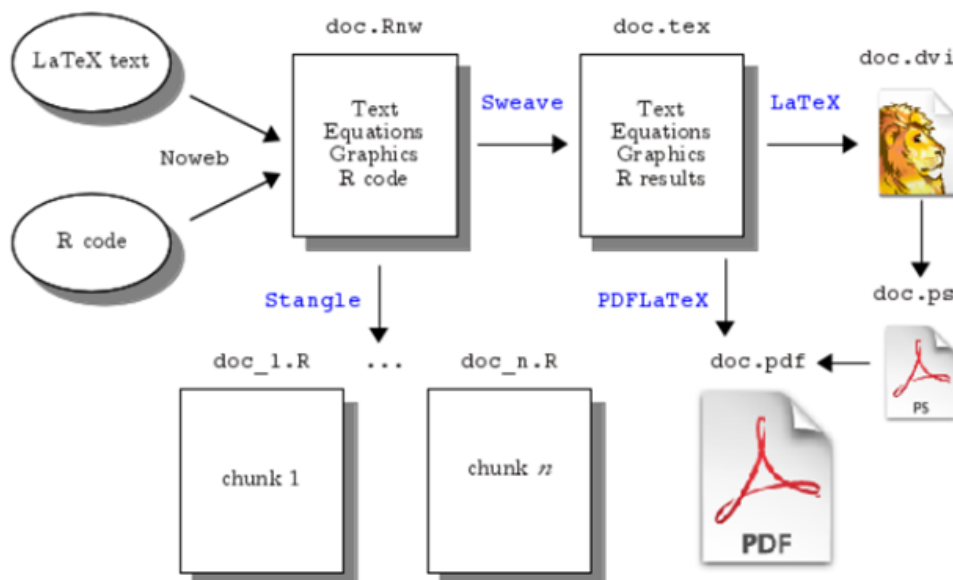 doc.Rnw
doc.tex
LaTeX text
doc.dvi
Noweb
Text
Equations
Graphics
R code
Sweave
Text
Equations
Graphics
R results
LaTeX
R code
Stangle
PDFLaTeX
doc.ps
PS
doc_1.R
...
doc_n.R
doc.pdf
chunk 1
chunk n
PDF